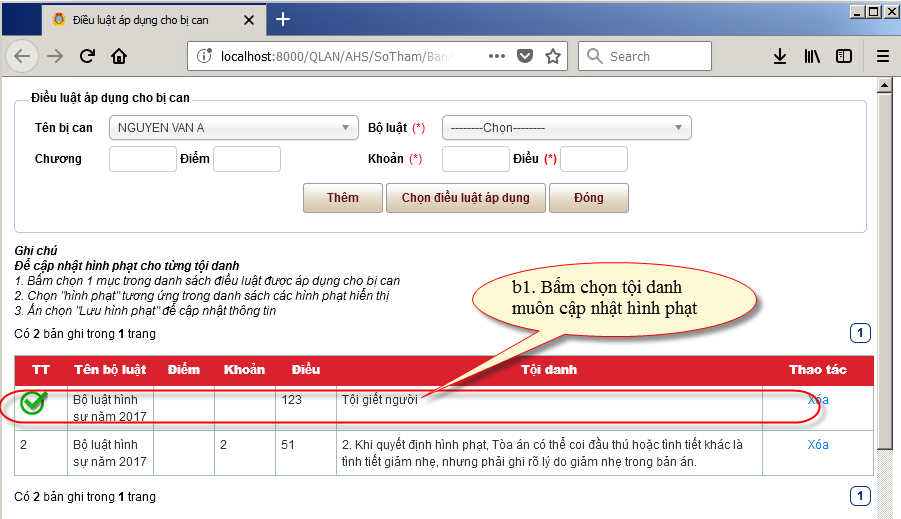 Điều luật áp dụng cho bị can
localhost:8000/QLAN/AHS/SoTham/Ban
Search
Điều luật áp dụng cho bị can
Tên bị can NGUYEN VAN A Bộ luật (*) --------Chọn--------
Chương Điểm Khoản (*) Điều (*)
Thêm Chọn điều luật áp dụng Đóng
Ghi chú
Để cập nhật hình phạt cho từng tội danh
1. Bấm chọn 1 mục trong danh sách điều luật được áp dụng cho bị can
2. Chọn "hình phạt" tương ứng trong danh sách các hình phạt hiển thị
3. Ấn chọn "Lưu hình phạt" để cập nhật thông tin
b1. Bấm chọn tội danh
muôn cập nhật hình phạt
Có 2 bản ghi trong 1 trang 1
TT Tên bộ luật Điểm Khoản Điều Tội danh Thao tác
Bộ luật hình 123 Tội giết người Xóa
sự năm 2017
2 Bộ luật hình 2 51 2. Khi quyết định hình phạt, Tòa án có thể coi đầu thú hoặc tình tiết khác là Xóa
sự năm 2017 tình tiết giảm nhẹ, nhưng phải ghi rõ lý do giảm nhẹ trong bản án.
Có 2 bản ghi trong 1 trang 1